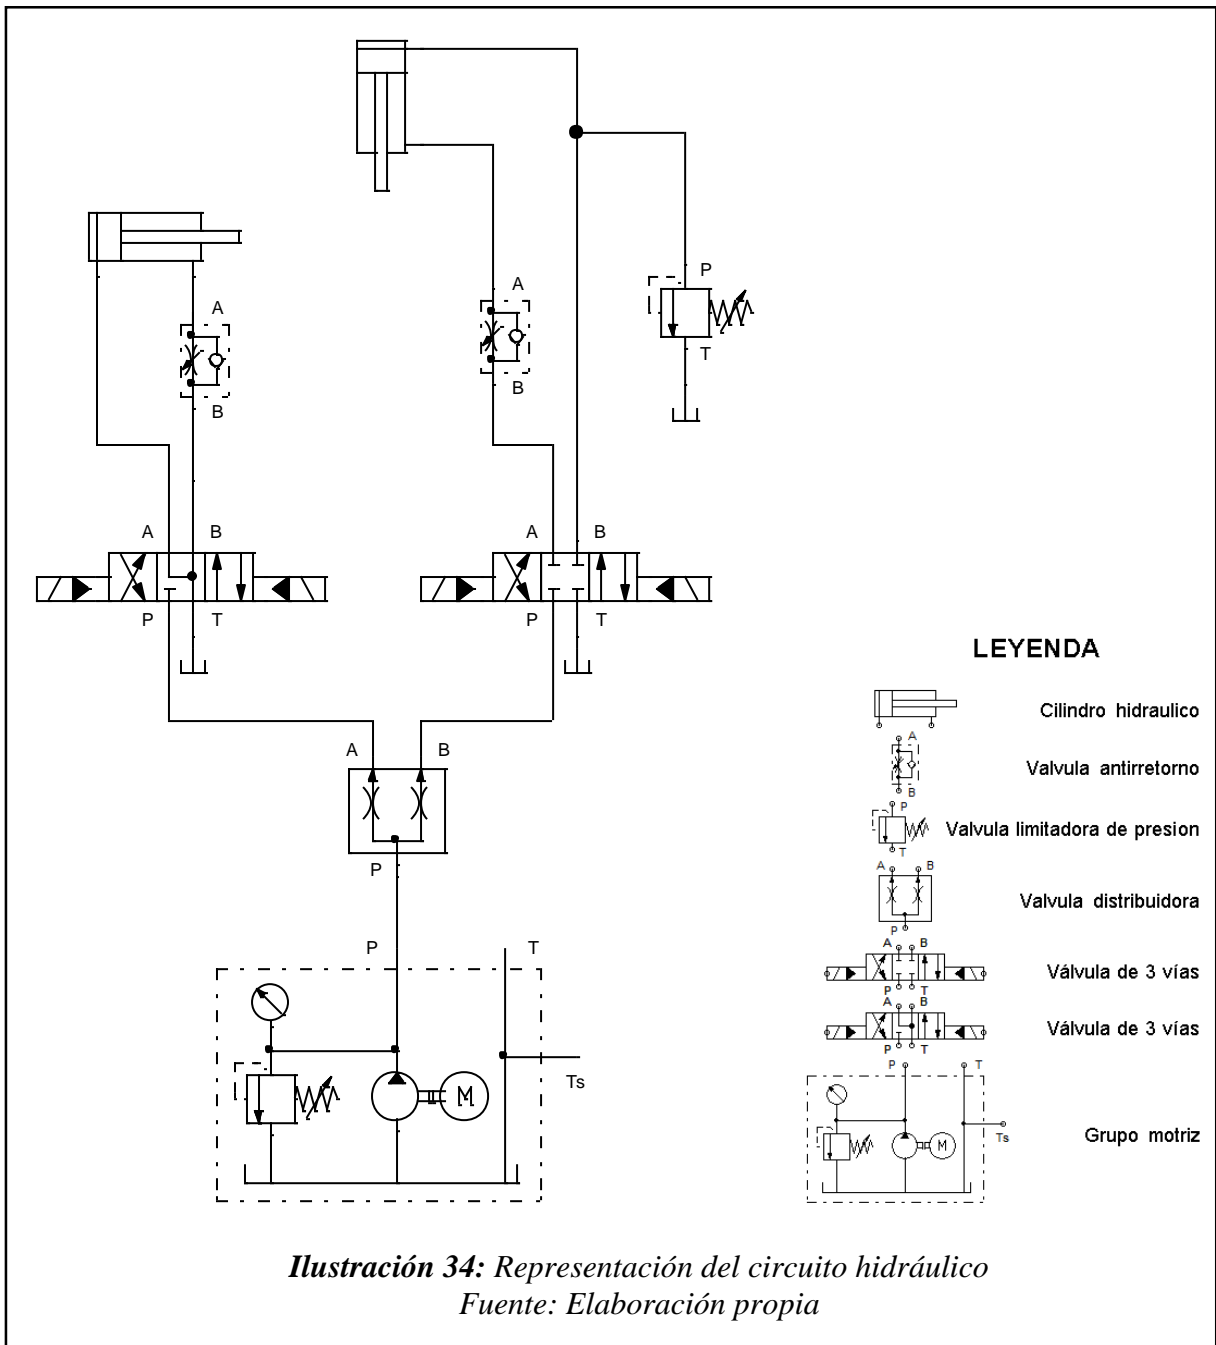 A
B
P
T
A
B
A
B
A
B
P
T
P
T
LEYENDA
Cilindro hidraulico
A
Valvula antirretorno
B
P
Valvula limitadora de presion
T
A B
Valvula distribuidora
P
A B
Válvula de 3 vías
P T
A B
Válvula de 3 vías
P T
P T
M
Ts
Grupo motriz
A B
P
P T
M
Ts
Ilustración 34: Representación del circuito hidráulico
Fuente: Elaboración propia